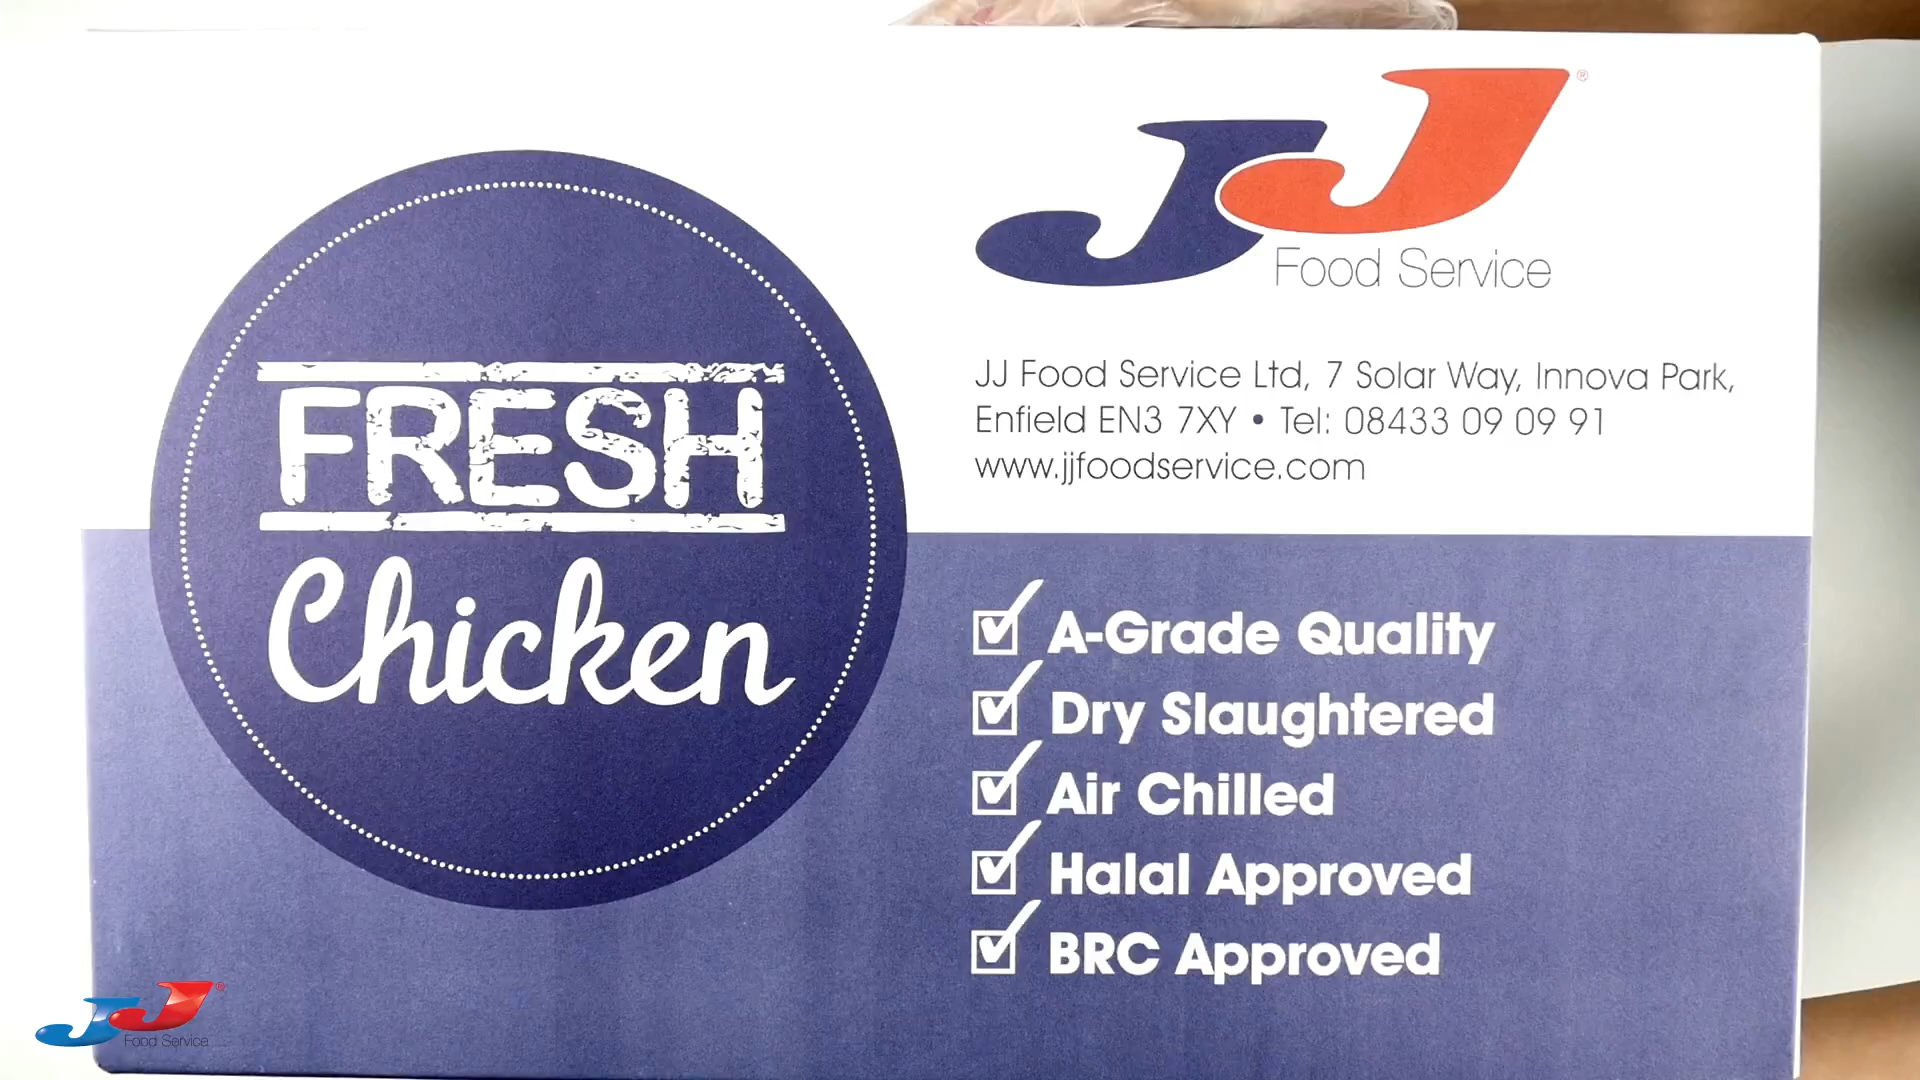 FRESH
Chicken
JJ®
Food Service
JJ Food Service Ltd, 7 Solar Way, Innova Park,
Enfield EN3 7XY • Tel: 08433 09 09 91
www.jjfoodservice.com
A-Grade Quality
Dry Slaughtered
Air Chilled
Halal Approved
BRC Approved
JJ®
Food Service